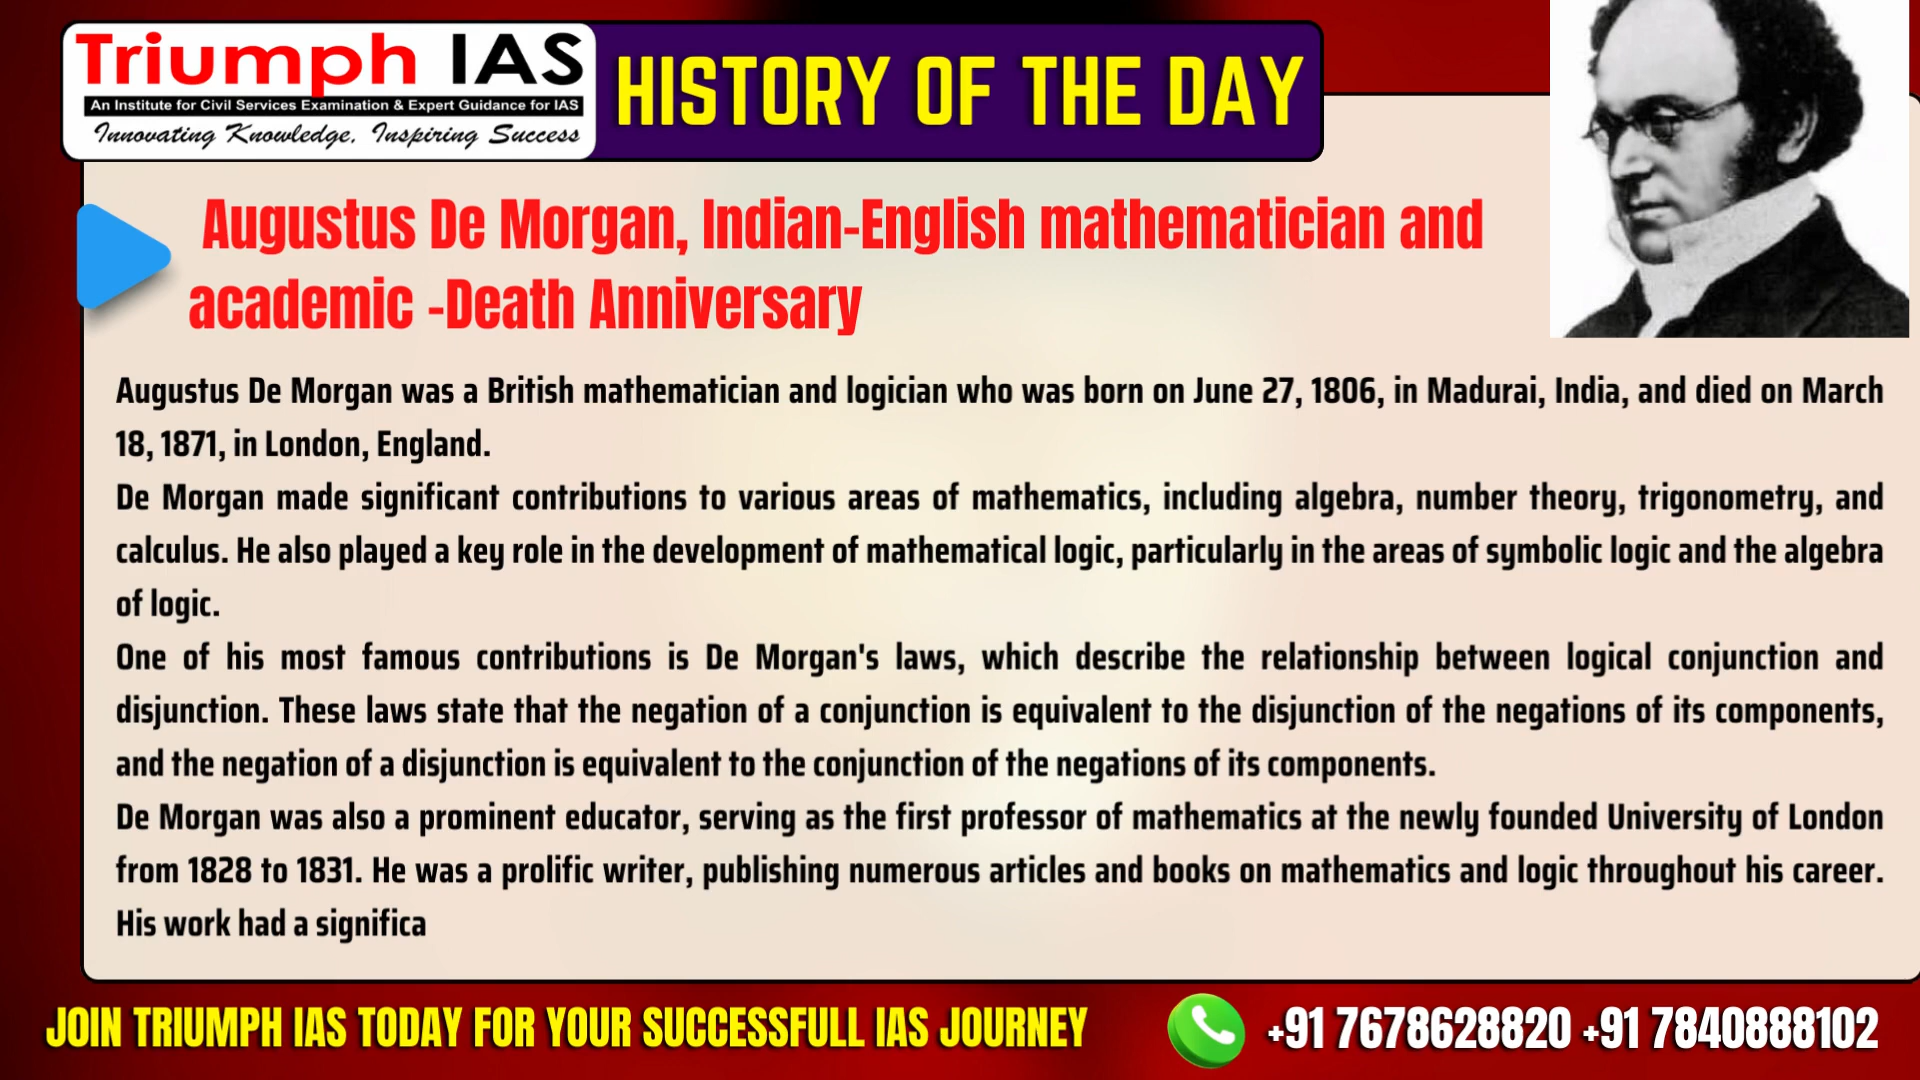 Triumph IAS
An Institute for Civil Services Examination & Expert Guidance for IAS
Innovating Knowledge, Inspiring Success
HISTORY OF THE DAY
Augustus De Morgan, Indian-English mathematician and
academic -Death Anniversary
Augustus De Morgan was a British mathematician and logician who was born on June 27, 1806, in Madurai, India, and died on March
18, 1871, in London, England.
De Morgan made significant contributions to various areas of mathematics, including algebra, number theory, trigonometry, and
calculus. He also played a key role in the development of mathematical logic, particularly in the areas of symbolic logic and the algebra
of logic.
One of his most famous contributions is De Morgan's laws, which describe the relationship between logical conjunction and
disjunction. These laws state that the negation of a conjunction is equivalent to the disjunction of the negations of its components,
and the negation of a disjunction is equivalent to the conjunction of the negations of its components.
De Morgan was also a prominent educator, serving as the first professor of mathematics at the newly founded University of London
from 1828 to 1831. He was a prolific writer, publishing numerous articles and books on mathematics and logic throughout his career.
His work had a significa
JOIN TRIUMPH IAS TODAY FOR YOUR SUCCESSFULL IAS JOURNEY
+91 7678628820 +91 7840888102